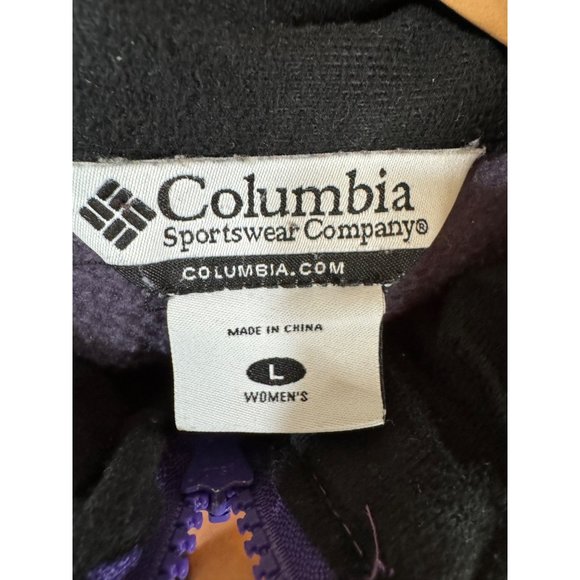 Columbia
Sportswear Company®
COLUMBIA.COM
MADE IN CHINA
L
WOMEN'S